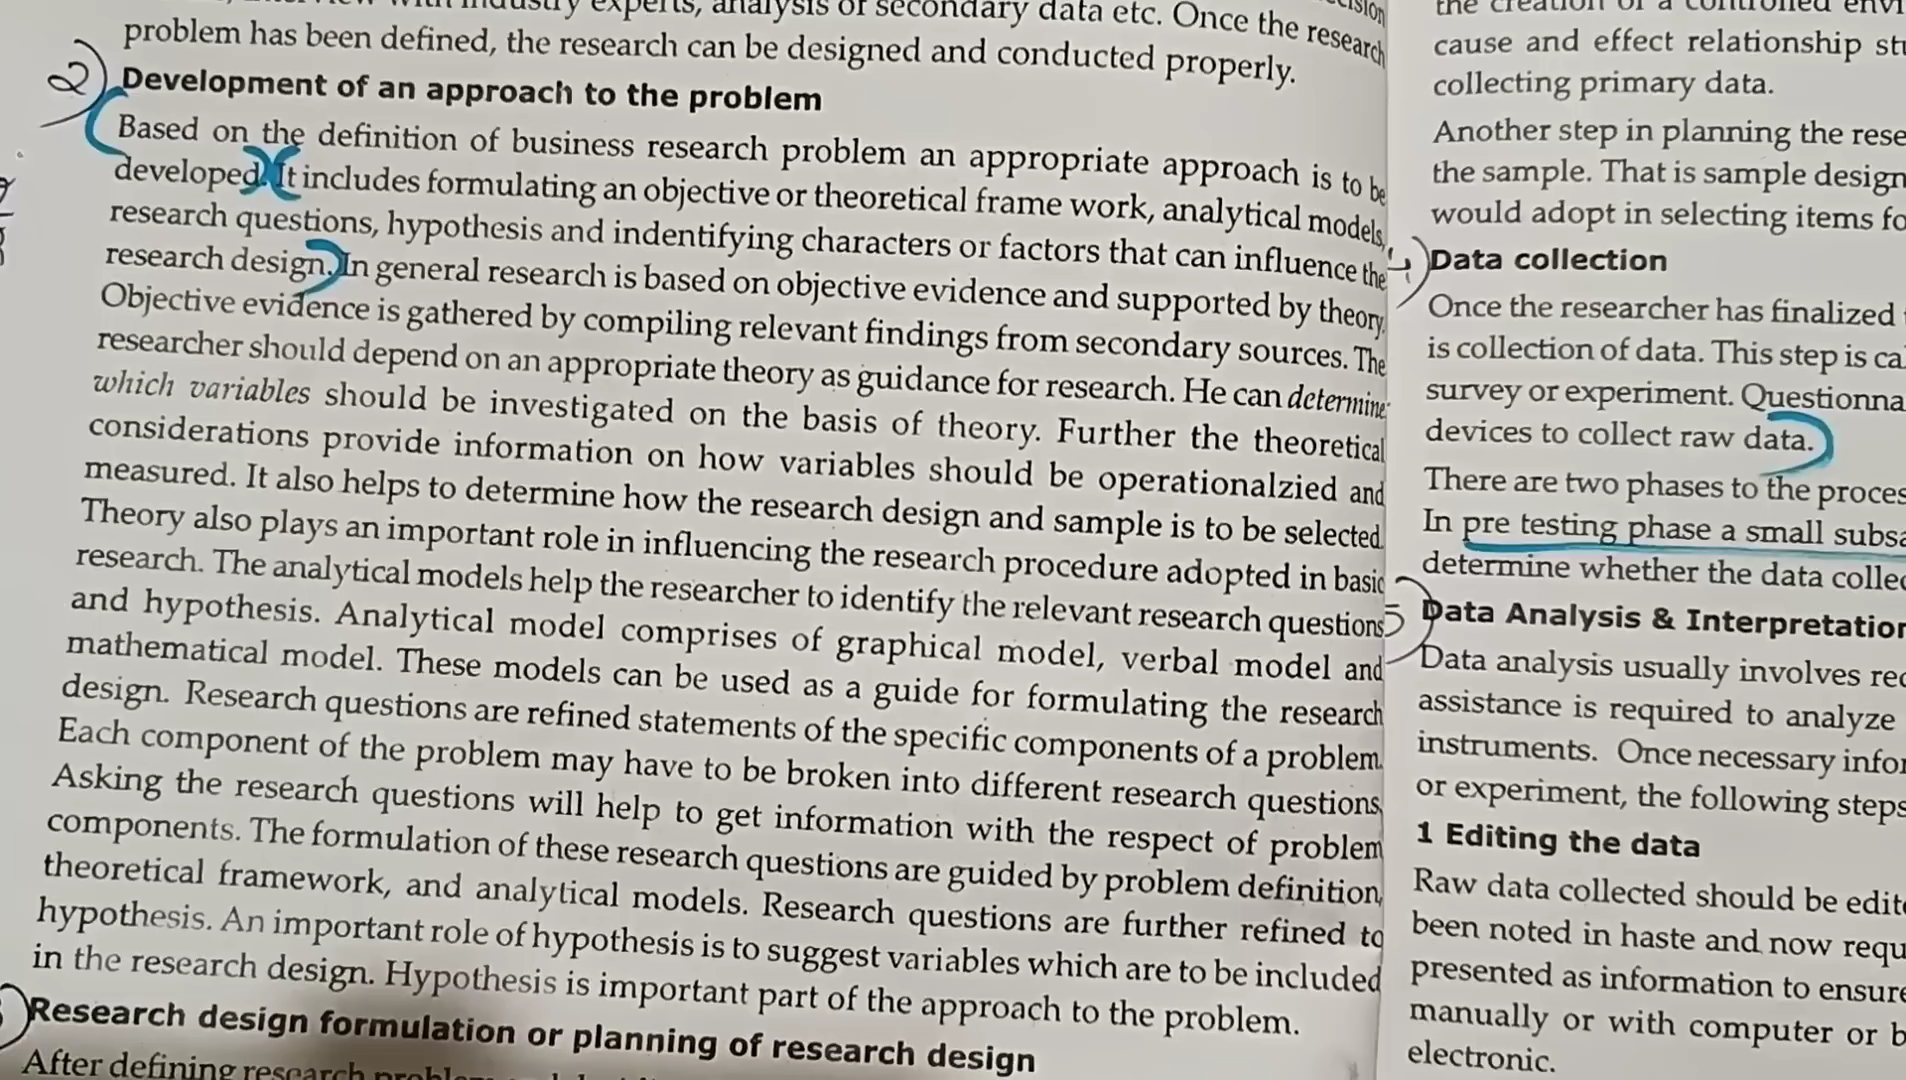 industry experts, analysis of secondary data etc. Once the research
problem has been defined, the research can be designed and conducted properly.
2)
Development of an approach to the problem
Based on the definition of business research problem an appropriate approach is to be
developed. It includes formulating an objective or theoretical frame work, analytical models,
research questions, hypothesis and indentifying characters or factors that can influence the
research design. In general research is based on objective evidence and supported by theory.
Objective evidence is gathered by compiling relevant findings from secondary sources. The
researcher should depend on an appropriate theory as guidance for research. He can determine
which variables should be investigated on the basis of theory. Further the theoretical
considerations provide information on how variables should be operationalzied and
measured. It also helps to determine how the research design and sample is to be selected.
Theory also plays an important role in influencing the research procedure adopted in basic
research. The analytical models help the researcher to identify the relevant research questions
and hypothesis. Analytical model comprises of graphical model, verbal model and
mathematical model. These models can be used as a guide for formulating the research
design. Research questions are refined statements of the specific components of a problem.
Each component of the problem may have to be broken into different research questions.
Asking the research questions will help to get information with the respect of problem
components. The formulation of these research questions are guided by problem definition,
theoretical framework, and analytical models. Research questions are further refined to
hypothesis. An important role of hypothesis is to suggest variables which are to be included
in the research design. Hypothesis is important part of the approach to the problem.
Research design formulation or planning of research design
After defining research
cause and effect relationship
collecting primary data.
Another step in planning the
the sample. That is sample design
would adopt in selecting items
4)
Data collection
Once the researcher has finalized
is collection of data. This step is
survey or experiment.
devices to collect raw data.
There are two phases to the
In pre testing phase a small
determine whether the data
5)
Data Analysis &
Data analysis usually involves
assistance is required to analyze
instruments. Once necessary
or experiment, the following steps
1 Editing the data
Raw data collected should be
been noted in haste and now
presented as information to
manually or with computer or
electronic.